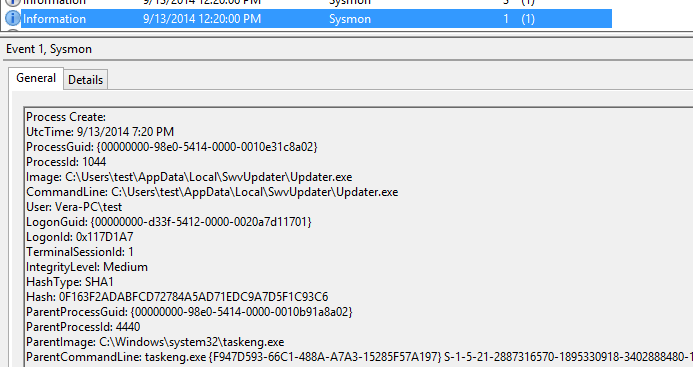 Information 9/13/2014 12:20:00 PM Sysmon (1)
Information 9/13/2014 12:20:00 PM Sysmon 1 (1)
Event 1, Sysmon
General Details
Process Create:
UtcTime: 9/13/2014 7:20 PM
ProcessGuid: {00000000-98e0-5414-0000-0010e31c8a02}
ProcessId: 1044
Image: C:\Users\test\AppData\Local\SwvUpdater\Updater.exe
CommandLine: C:\Users\test\AppData\Local\SwvUpdater\Updater.exe
User: Vera-PC\test
LogonGuid: {00000000-d33f-5412-0000-0020a7d11701}
LogonId: 0x117D1A7
TerminalSessionId: 1
IntegrityLevel: Medium
HashType: SHA1
Hash: 0F163F2ADABFCD72784A5AD71EDC9A7D5F1C93C6
ParentProcessGuid: {00000000-98e0-5414-0000-0010b91a8a02}
ParentProcessId: 4440
ParentImage: C:\Windows\system32\taskeng.exe
ParentCommandLine: taskeng.exe {F947D593-66C1-488A-A7A3-15285F57A197} S-1-5-21-2887316570-1895330918-3402888480-1